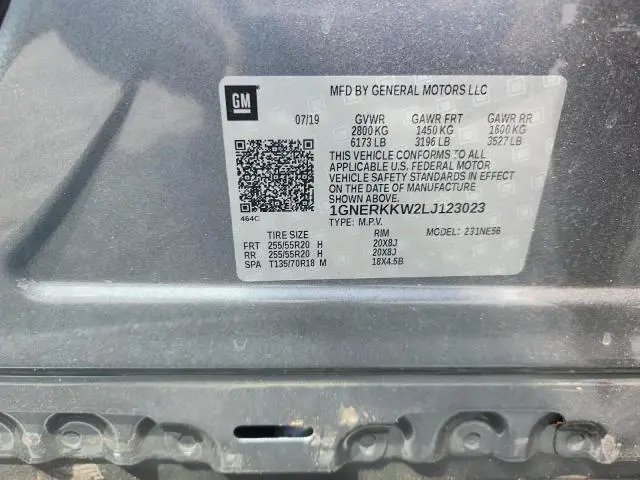 MFD BY GENERAL MOTORS LLC
GM
07/19 GVWR GAWR FRT GAWR RR
2800 KG 1450 KG 1600 KG
6173 LB 3196 LB 3527 LB
THIS VEHICLE CONFORMS TO ALL
APPLICABLE U.S. FEDERAL MOTOR
VEHICLE SAFETY STANDARDS IN EFFECT
ON THE DATE OF MANUFACTURE
SHOWN ABOVE.
1GNERKKW2LJ123023
464C TYPE: M.P.V.
TIRE SIZE RIM MODEL: 231NE56
FRT 255/55R20 H 20X8J
RR 255/55R20 H 20X8J
SPA T135/70R18 M 18X4.5B